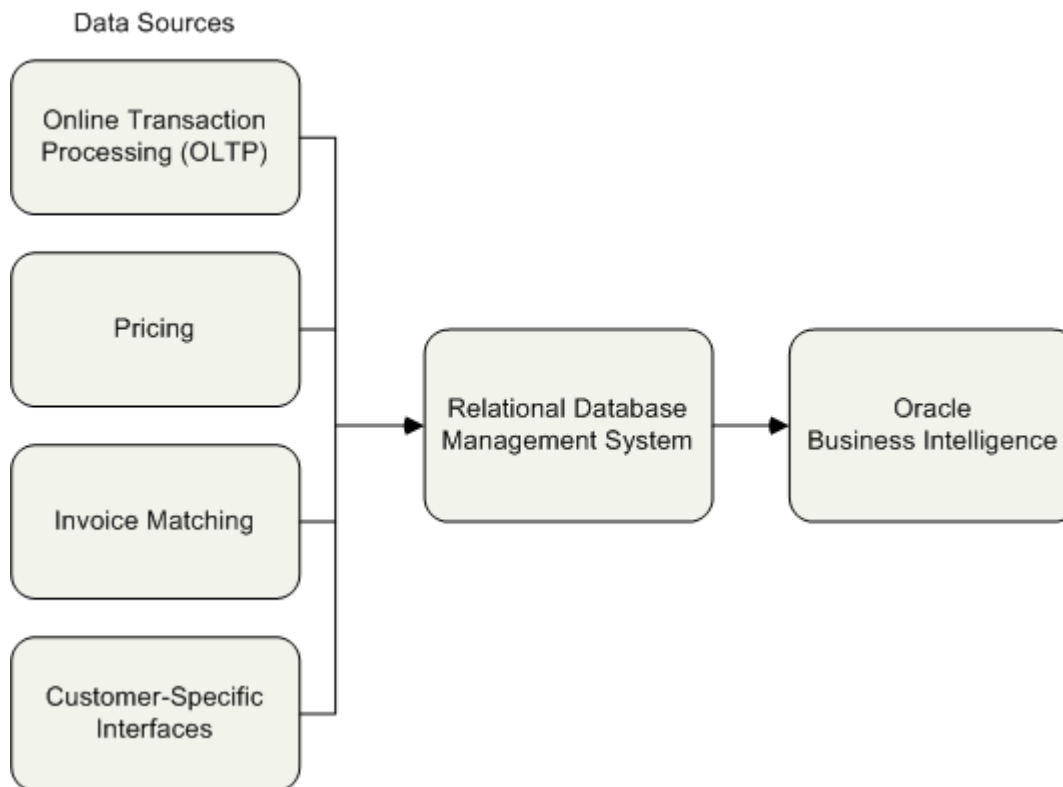 Data Sources
Online Transaction
Processing (OLTP)
Pricing
Invoice Matching
Customer-Specific
Interfaces
Relational Database
Management System
Oracle
Business Intelligence